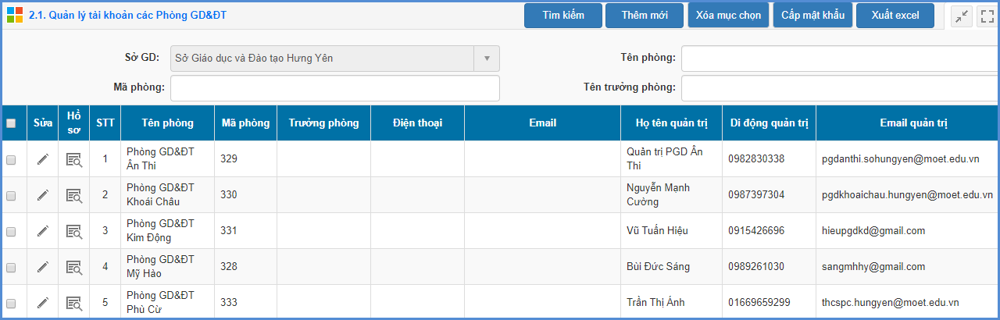 2.1. Quản lý tài khoản các Phòng GD&ĐT
Tìm kiếm Thêm mới Xóa mục chọn Cấp mật khẩu Xuất excel
Sở GD: Sở Giáo dục và Đào tạo Hưng Yên Tên phòng:
Mã phòng: Tên trưởng phòng:
Sửa Hồ sơ STT Tên phòng Mã phòng Trưởng phòng Điện thoại Email Họ tên quản trị Di động quản trị Email quản trị
1 Phòng GD&ĐT Ân Thi 329 Quản trị PGD Ân Thi 0982830338 pgdanthi.sohungyen@moet.edu.vn
2 Phòng GD&ĐT Khoái Châu 330 Nguyễn Mạnh Cường 0987397304 pgdkhoaichau.hungyen@moet.edu.vn
3 Phòng GD&ĐT Kim Động 331 Vũ Tuấn Hiệu 0915426696 hieupgdkd@gmail.com
4 Phòng GD&ĐT Mỹ Hào 328 Bùi Đức Sáng 0989261030 sangmhhy@gmail.com
5 Phòng GD&ĐT Phù Cừ 333 Trần Thị Ánh 01669659299 thcspc.hungyen@moet.edu.vn